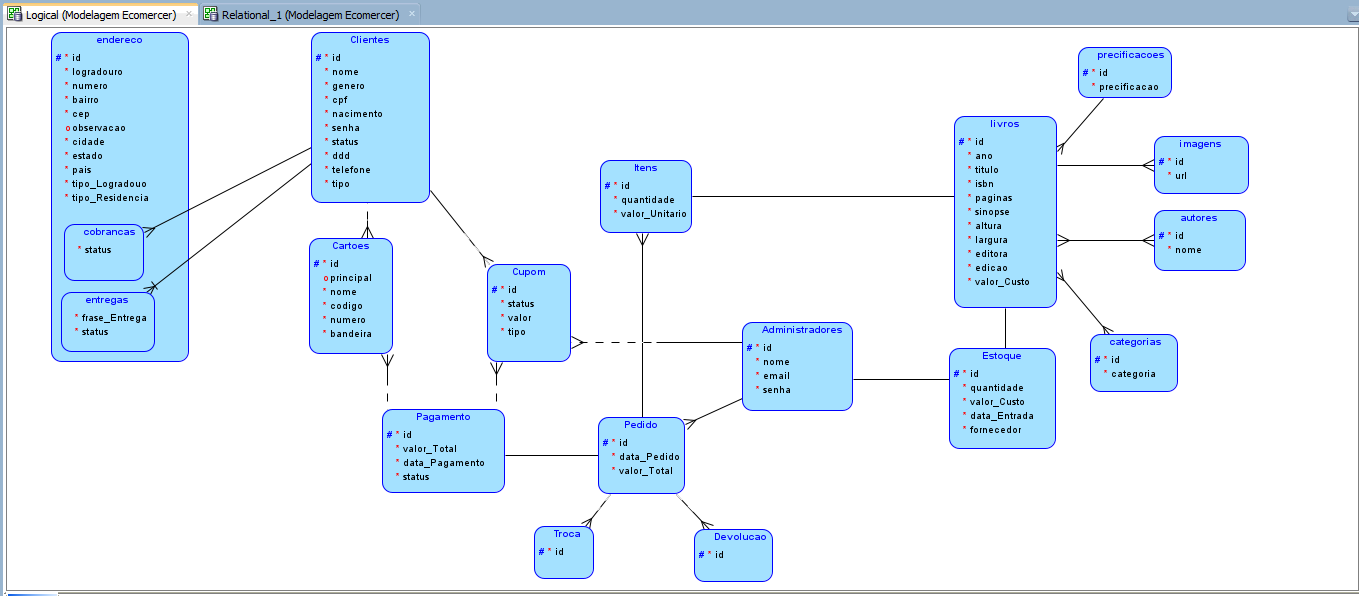 Logical (Modelagem Ecomercer)
Relational_1 (Modelagem Ecomercer)
endereco
# * id
* logradouro
* numero
* bairro
* cep
o observacao
* cidade
* estado
* pais
* tipo_Logradouo
* tipo_Residencia
cobrancas
* status
entregas
* frase_Entrega
* status
Clientes
# * id
* nome
* genero
* cpf
* nacimento
* senha
* status
* ddd
* telefone
* tipo
Cartoes
# * id
o principal
* nome
* codigo
* numero
* bandeira
Cupom
# * id
* status
* valor
* tipo
Pagamento
# * id
* valor_Total
* data_Pagamento
* status
Itens
# * id
* quantidade
* valor_Unitario
Pedido
# * id
* data_Pedido
* valor_Total
Troca
# * id
Devolucao
# * id
Administradores
# * id
* nome
* email
* senha
livros
# * id
* ano
* titulo
* isbn
* paginas
* sinopse
* altura
* largura
* editora
* edicao
* valor_Custo
Estoque
# * id
* quantidade
* valor_Custo
* data_Entrada
* fornecedor
precificacoes
# * id
* precificacao
imagens
# * id
* url
autores
# * id
* nome
categorias
# * id
* categoria